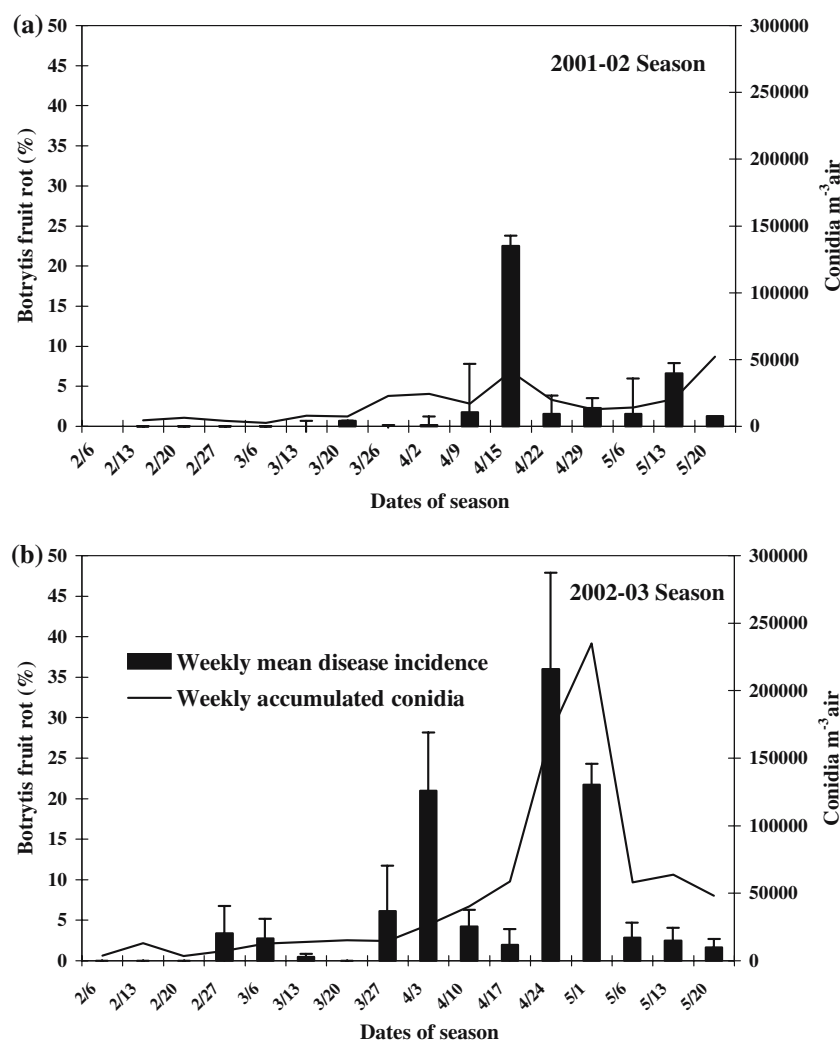 (a)
2001-02 Season
Botrytis fruit rot (%)
50
45
40
35
30
25
20
15
10
5
0
300000
250000
200000
150000
100000
50000
0
Conidia m⁻³air
2/6 2/13 2/20 2/27 3/6 3/13 3/20 3/26 4/2 4/9 4/15 4/22 4/29 5/6 5/13 5/20
Dates of season
(b)
2002-03 Season
Weekly mean disease incidence
Weekly accumulated conidia
Botrytis fruit rot (%)
50
45
40
35
30
25
20
15
10
5
0
300000
250000
200000
150000
100000
50000
0
Conidia m⁻³air
2/6 2/13 2/20 2/27 3/6 3/13 3/20 3/27 4/3 4/10 4/17 4/24 5/1 5/6 5/13 5/20
Dates of season